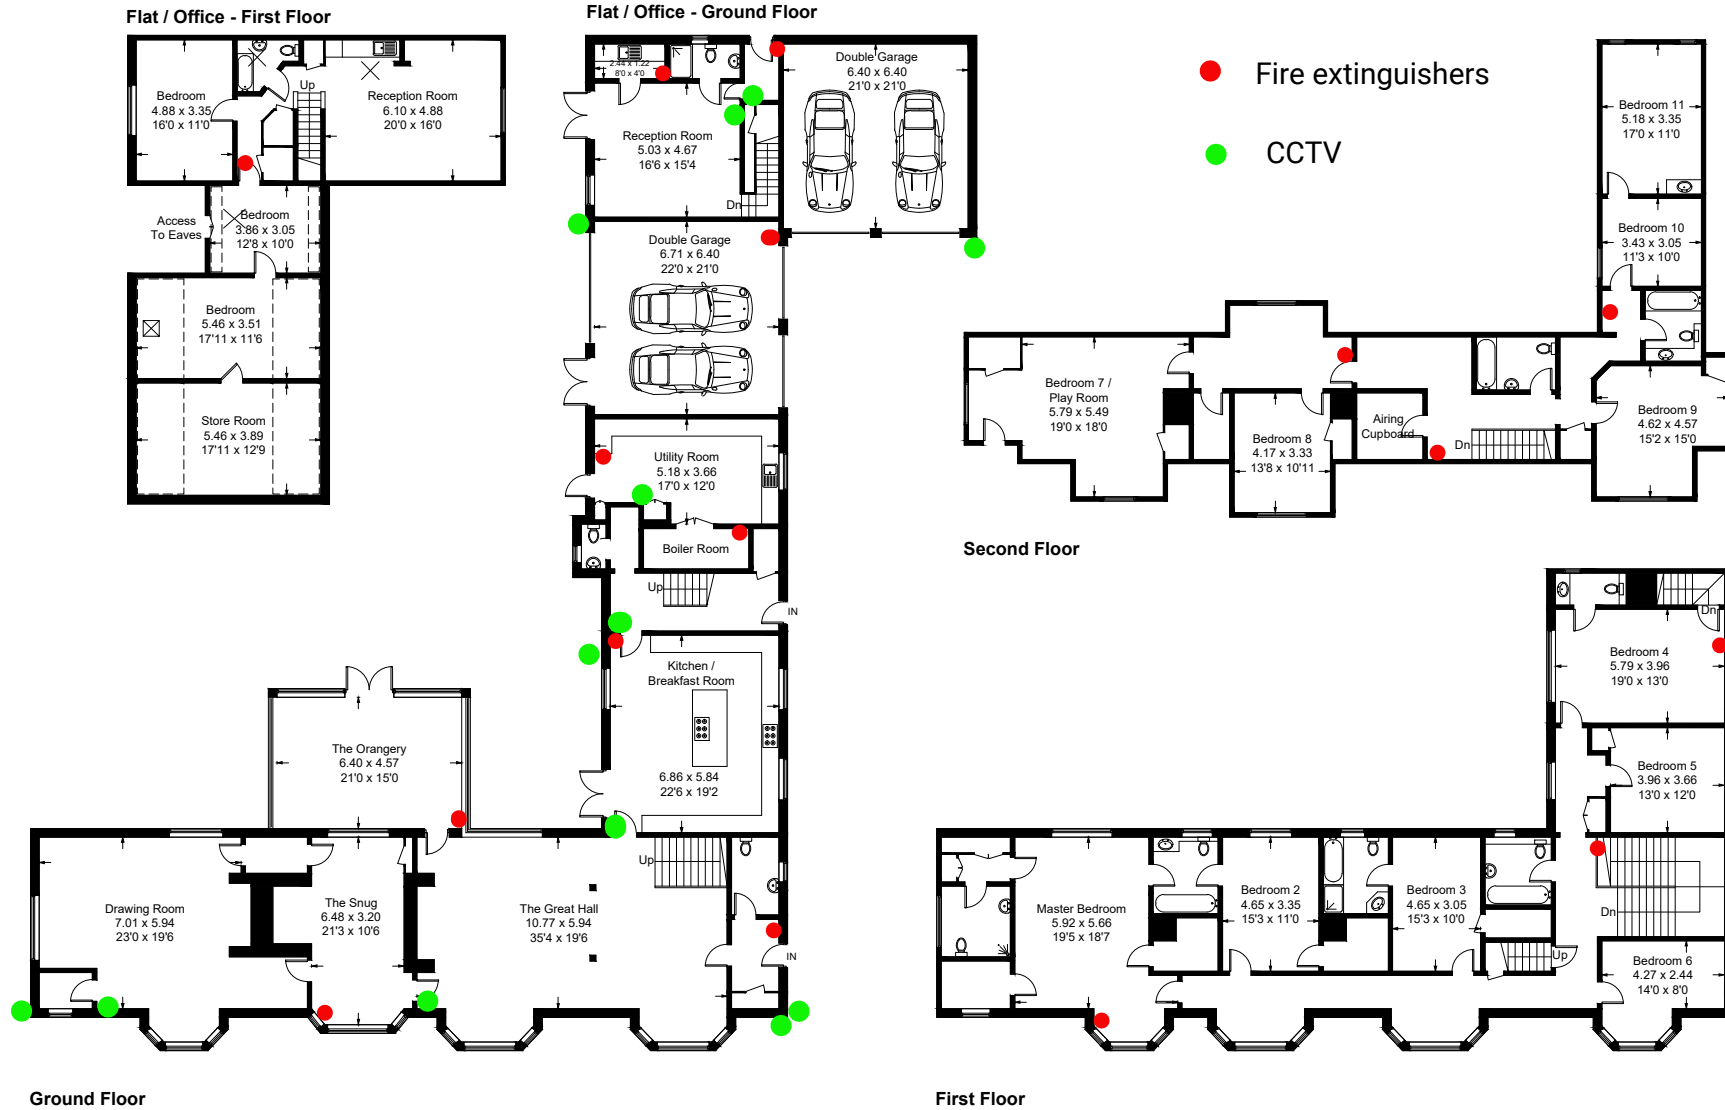 Flat / Office - First Floor
Bedroom
4.88 x 3.35
16'0 x 11'0
Up
Reception Room
6.10 x 4.88
20'0 x 16'0
Access
To Eaves
Bedroom
3.86 x 3.05
12'8 x 10'0
Bedroom
5.46 x 3.51
17'11 x 11'6
Store Room
5.46 x 3.89
17'11 x 12'9
Flat / Office - Ground Floor
2.44 x 1.22
8'0 x 4'0
Double Garage
6.40 x 6.40
21'0 x 21'0
Reception Room
5.03 x 4.67
16'6 x 15'4
Dn
Double Garage
6.71 x 6.40
22'0 x 21'0
Utility Room
5.18 x 3.66
17'0 x 12'0
Boiler Room
Up
IN
Kitchen /
Breakfast Room
6.86 x 5.84
22'6 x 19'2
The Orangery
6.40 x 4.57
21'0 x 15'0
Up
Drawing Room
7.01 x 5.94
23'0 x 19'6
The Snug
6.48 x 3.20
21'3 x 10'6
The Great Hall
10.77 x 5.94
35'4 x 19'6
IN
Ground Floor
Fire extinguishers
CCTV
Bedroom 11
5.18 x 3.35
17'0 x 11'0
Bedroom 10
3.43 x 3.05
11'3 x 10'0
Bedroom 7 /
Play Room
5.79 x 5.49
19'0 x 18'0
Bedroom 8
4.17 x 3.33
13'8 x 10'11
Airing
Cupboard
Dn
Bedroom 9
4.62 x 4.57
15'2 x 15'0
Second Floor
Dn
Bedroom 4
5.79 x 3.96
19'0 x 13'0
Bedroom 5
3.96 x 3.66
13'0 x 12'0
Master Bedroom
5.92 x 5.66
19'5 x 18'7
Bedroom 2
4.65 x 3.35
15'3 x 11'0
Bedroom 3
4.65 x 3.05
15'3 x 10'0
Dn
Up
Bedroom 6
4.27 x 2.44
14'0 x 8'0
First Floor